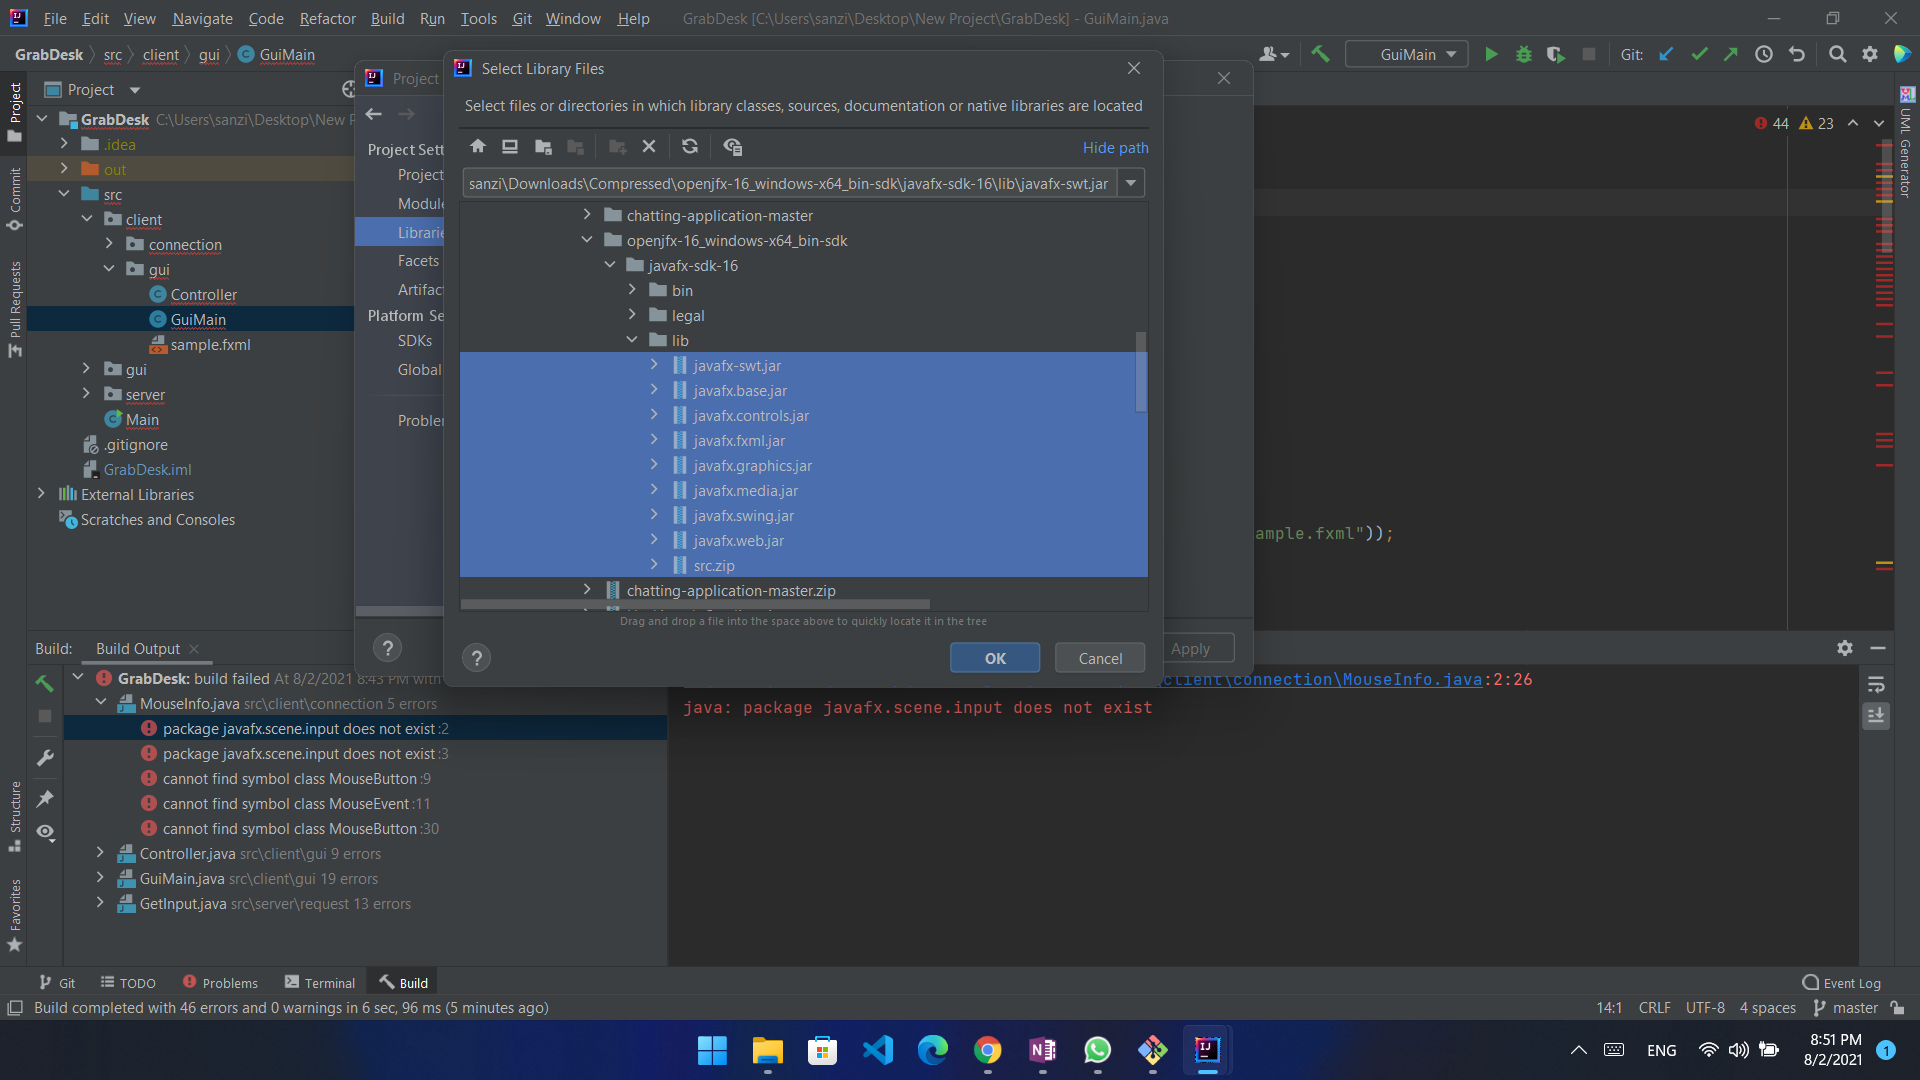 File Edit View Navigate Code Refactor Build Run Tools Git Window Help GrabDesk [C:\Users\sanzi\Desktop\New Project\GrabDesk] - GuiMain.java
GrabDesk src client gui GuiMain
GuiMain
Git:
Project
C:\Users\sanzi\Desktop\New P
GrabDesk
.idea
out
src
client
connection
gui
Controller
GuiMain
sample.fxml
gui
server
Main
.gitignore
GrabDesk.iml
External Libraries
Scratches and Consoles
Project
Commit
Pull Requests
Structure
Favorites
Project
Project Sett
Project
Module
Librarie
Facets
Artifac
Platform Se
SDKs
Global
Problem
?
Apply
Select Library Files
Select files or directories in which library classes, sources, documentation or native libraries are located
Hide path
sanzi\Downloads\Compressed\openjfx-16_windows-x64_bin-sdk\javafx-sdk-16\lib\javafx-swt.jar
chatting-application-master
openjfx-16_windows-x64_bin-sdk
javafx-sdk-16
bin
legal
lib
javafx-swt.jar
javafx.base.jar
javafx.controls.jar
javafx.fxml.jar
javafx.graphics.jar
javafx.media.jar
javafx.swing.jar
javafx.web.jar
src.zip
chatting-application-master.zip
Drag and drop a file into the space above to quickly locate it in the tree
?
OK
Cancel
44 23
UML Generator
ample.fxml"));
Build: Build Output
GrabDesk: build failed At 8/2/2021 8:43 PM with
MouseInfo.java src\client\connection 5 errors
package javafx.scene.input does not exist :2
package javafx.scene.input does not exist :3
cannot find symbol class MouseButton :9
cannot find symbol class MouseEvent :11
cannot find symbol class MouseButton :30
Controller.java src\client\gui 9 errors
GuiMain.java src\client\gui 19 errors
GetInput.java src\server\request 13 errors
client\connection\MouseInfo.java:2:26
java: package javafx.scene.input does not exist
Git TODO Problems Terminal Build Event Log
Build completed with 46 errors and 0 warnings in 6 sec, 96 ms (5 minutes ago) 14:1 CRLF UTF-8 4 spaces master
ENG
8:51 PM
8/2/2021
1